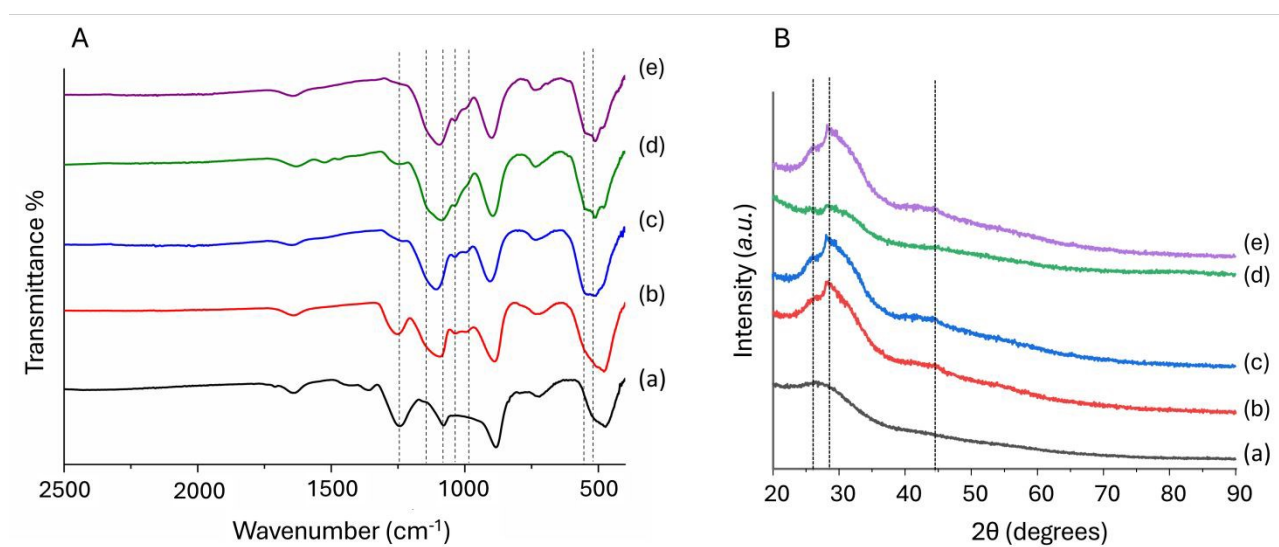 A
(e)
(d)
(c)
(b)
(a)
Transmittance %
2500
2000
1500
1000
500
Wavenumber (cm⁻¹)
B
(e)
(d)
(c)
(b)
(a)
Intensity (a.u.)
20
30
40
50
60
70
80
90
2θ (degrees)